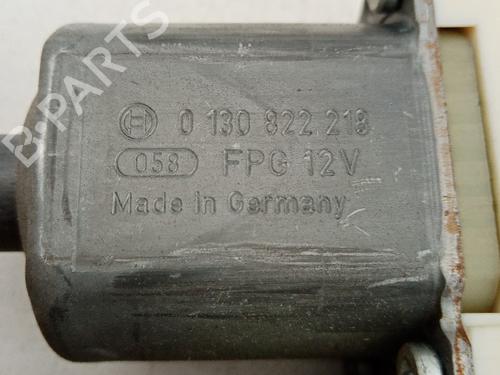 0 130 822 218
058 FPG 12V
Made in Germany
B-PARTS